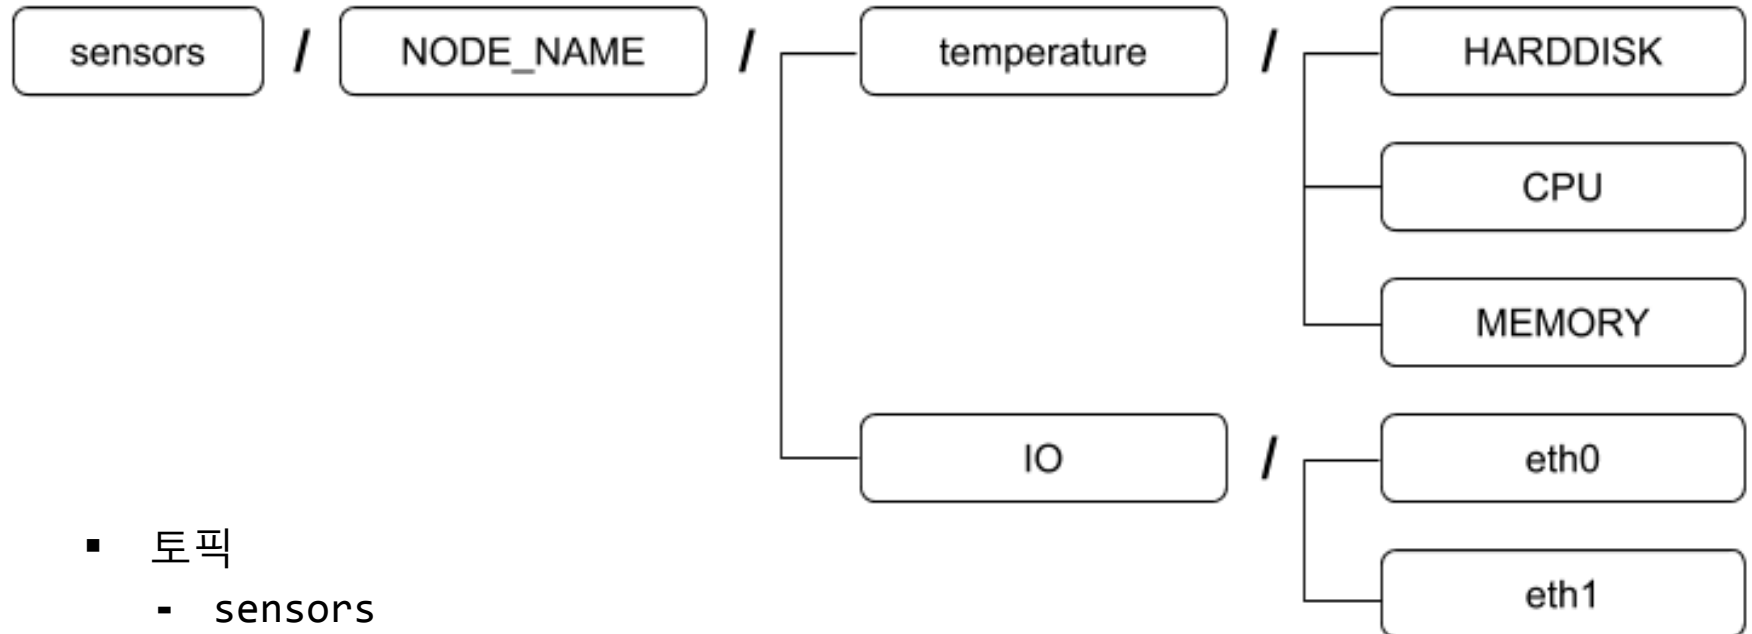 sensors / NODE_NAME / temperature / HARDDISK
CPU
MEMORY
IO / eth0
▪ 토픽
eth1
- sensors